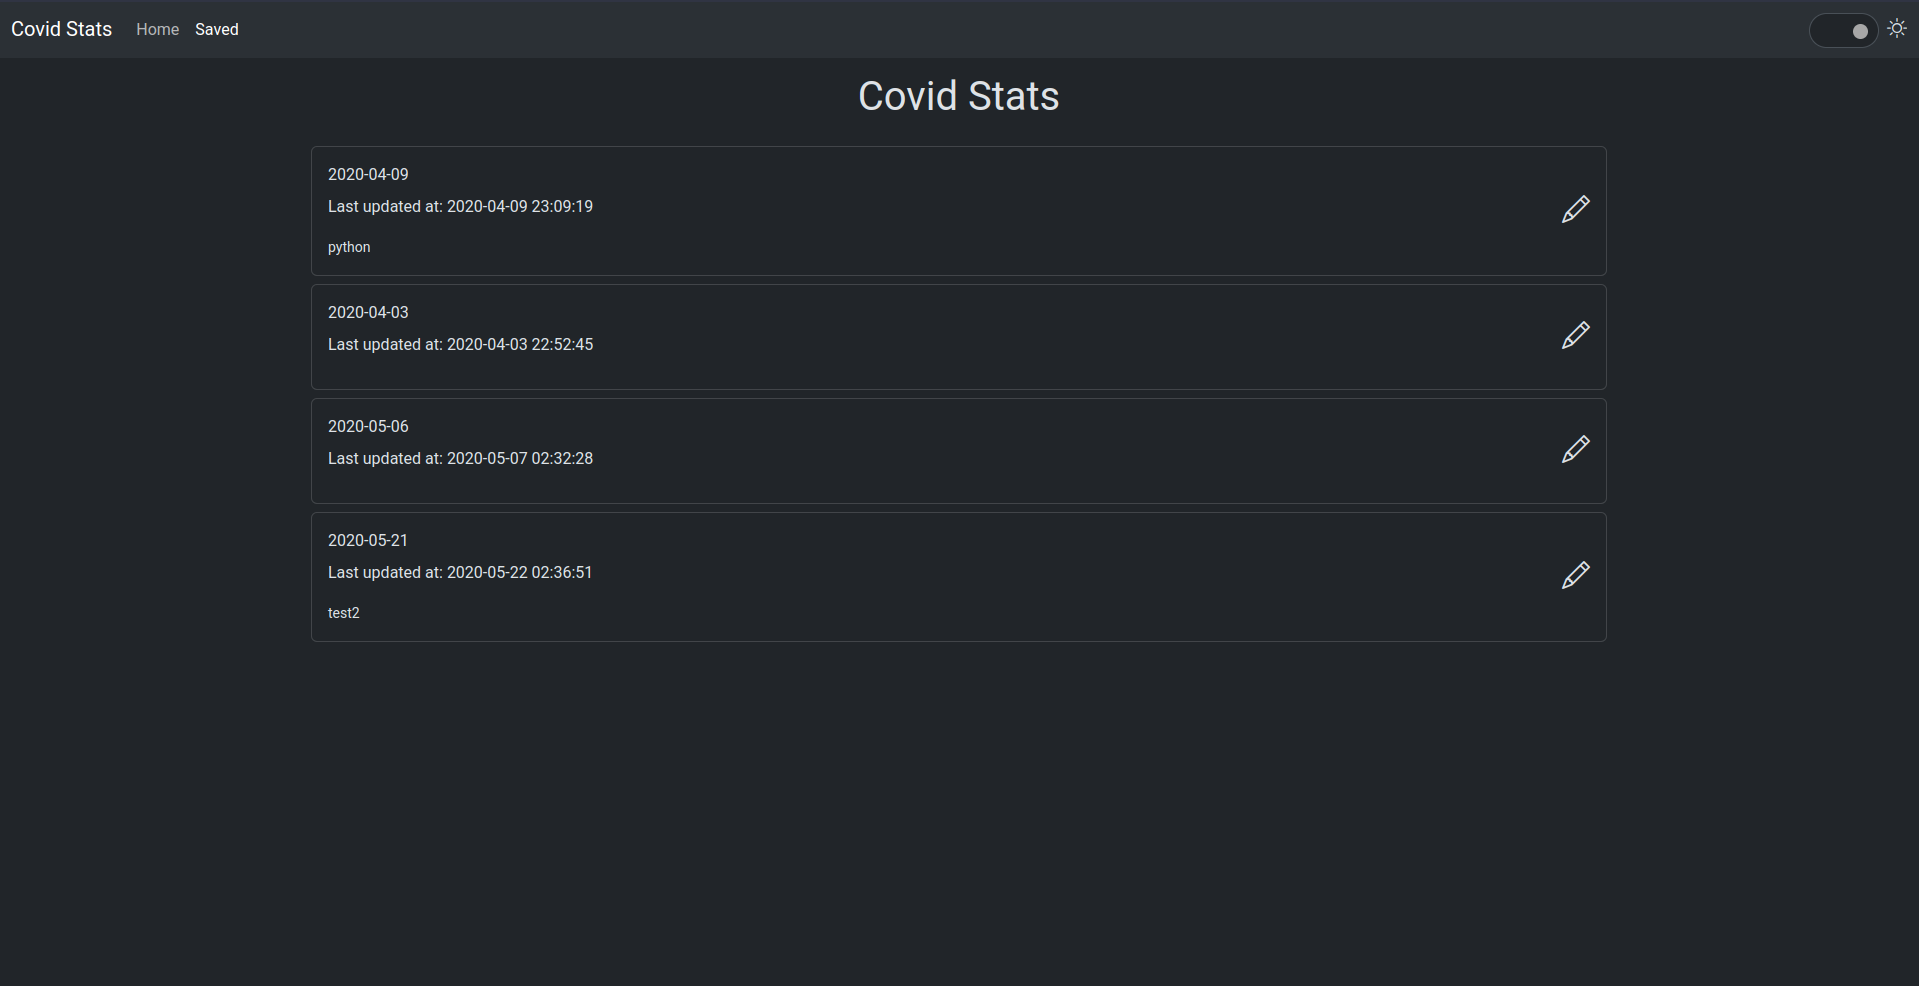 Covid Stats Home Saved
Covid Stats
2020-04-09
Last updated at: 2020-04-09 23:09:19
python
2020-04-03
Last updated at: 2020-04-03 22:52:45
2020-05-06
Last updated at: 2020-05-07 02:32:28
2020-05-21
Last updated at: 2020-05-22 02:36:51
test2